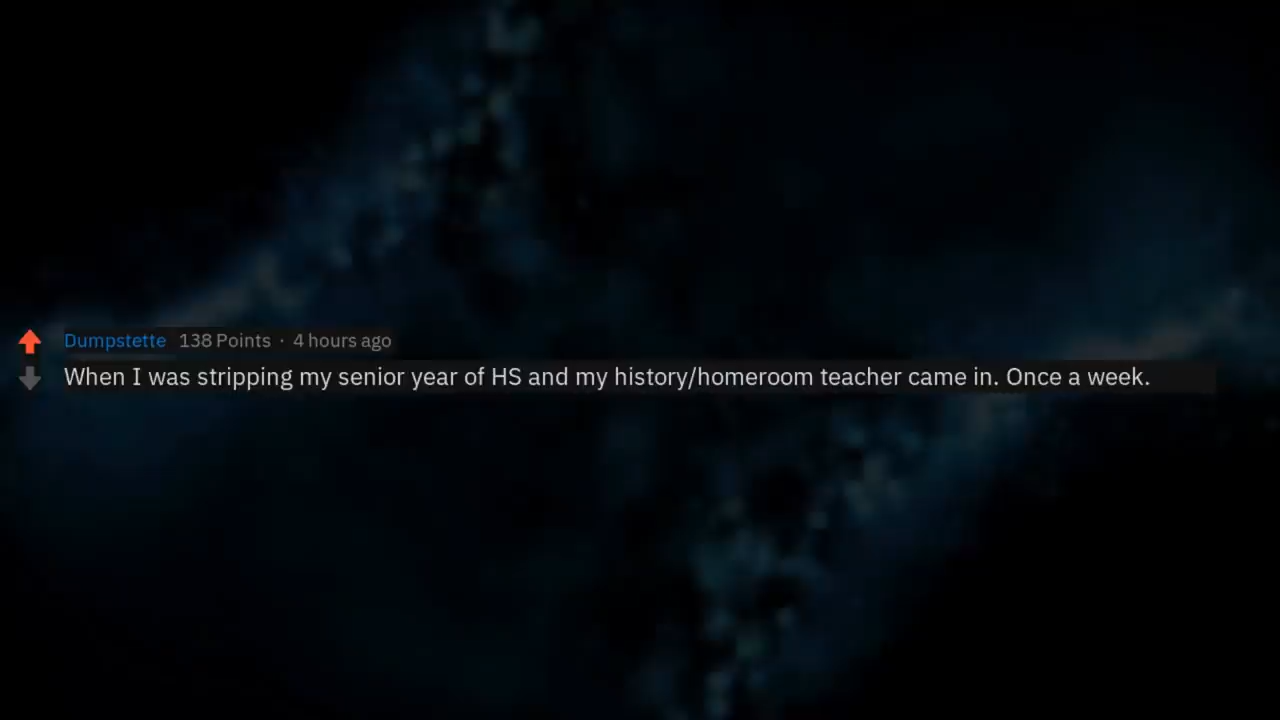 Dumpstette 138 Points · 4 hours ago
When I was stripping my senior year of HS and my history/homeroom teacher came in. Once a week.